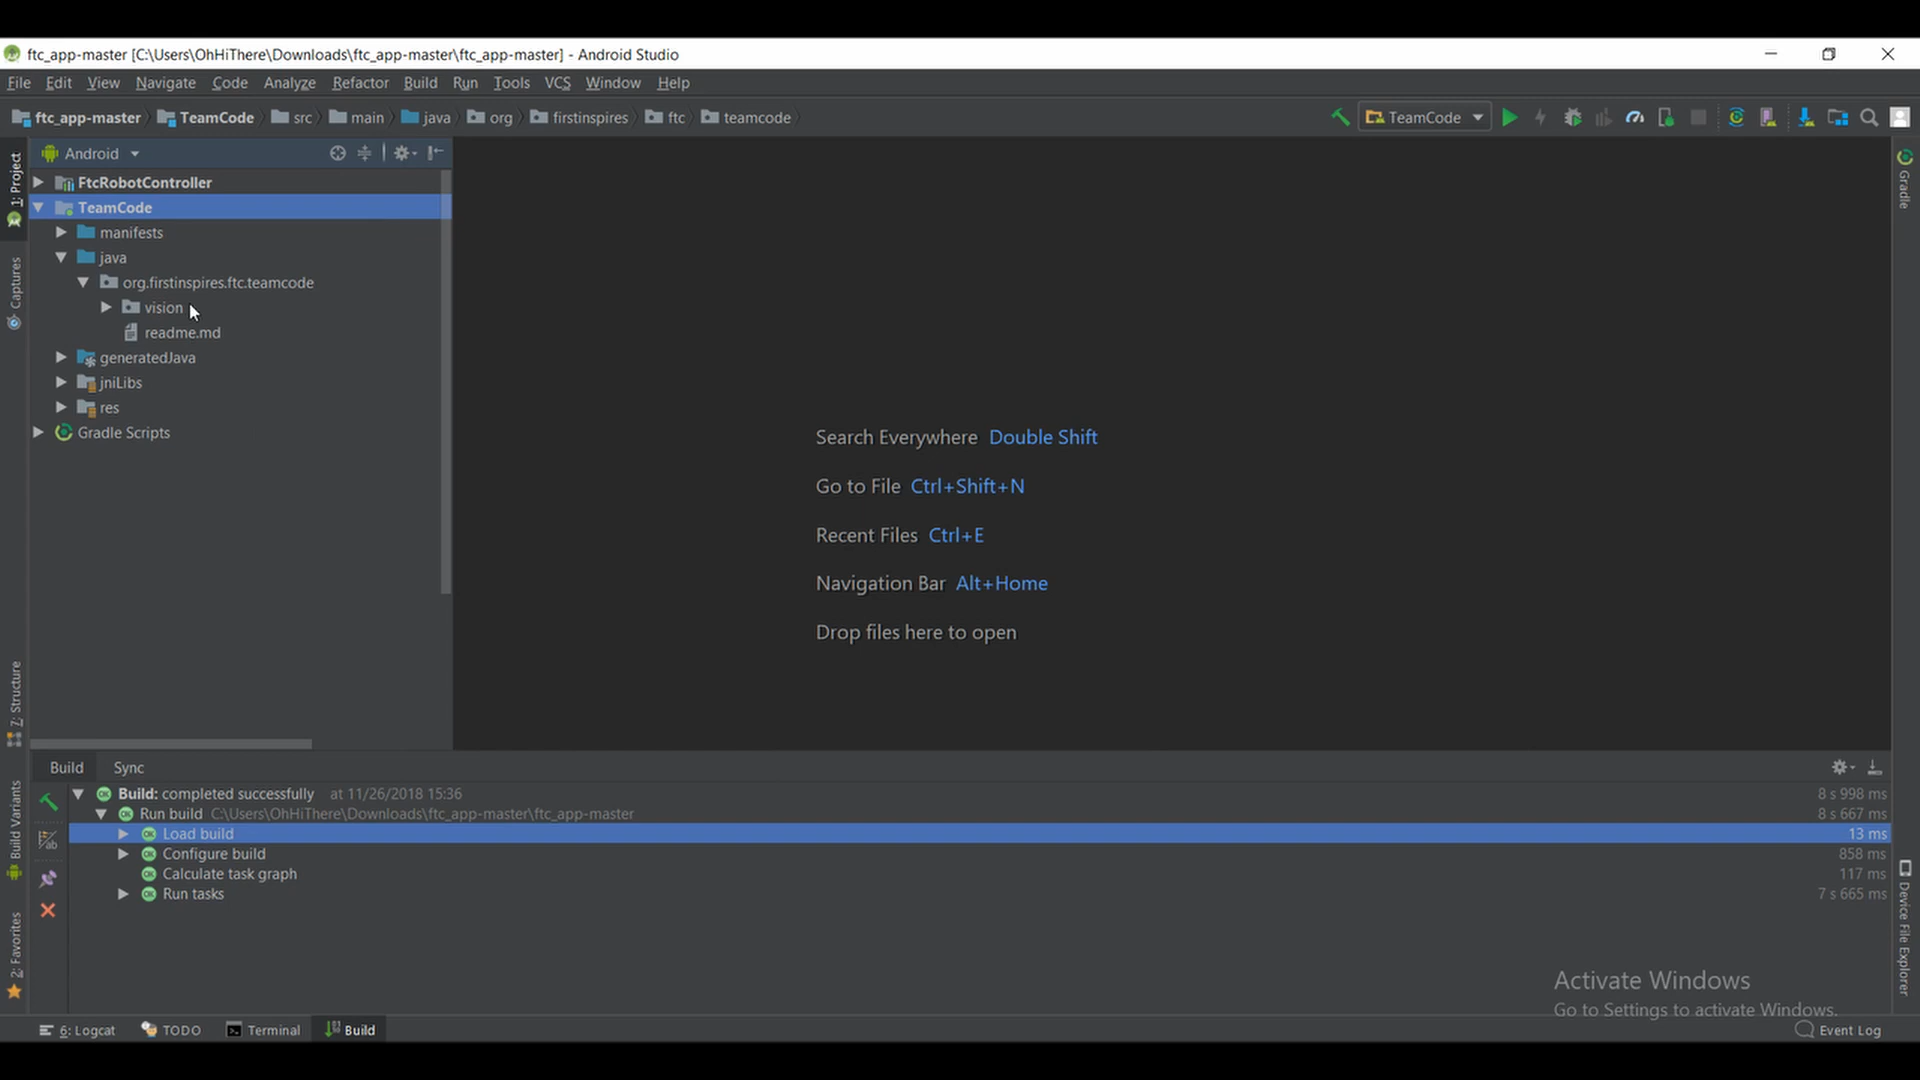 ftc_app-master [C:\Users\OhHiThere\Downloads\ftc_app-master\ftc_app-master] - Android Studio
File Edit View Navigate Code Analyze Refactor Build Run Tools VCS Window Help
ftc_app-master TeamCode src main java org firstinspires ftc teamcode TeamCode
1: Project
Captures
7: Structure
Build Variants
2: Favorites
Android
FtcRobotController
TeamCode
manifests
java
org.firstinspires.ftc.teamcode
vision
readme.md
generatedJava
jniLibs
res
Gradle Scripts
Search Everywhere Double Shift
Go to File Ctrl+Shift+N
Recent Files Ctrl+E
Navigation Bar Alt+Home
Drop files here to open
Gradle
Device File Explorer
Build Sync
Build: completed successfully at 11/26/2018 15:36 8 s 998 ms
Run build C:\Users\OhHiThere\Downloads\ftc_app-master\ftc_app-master 8 s 667 ms
Load build 13 ms
Configure build 858 ms
Calculate task graph 117 ms
Run tasks 7 s 665 ms
Activate Windows
Go to Settings to activate Windows.
6: Logcat TODO Terminal Build Event Log